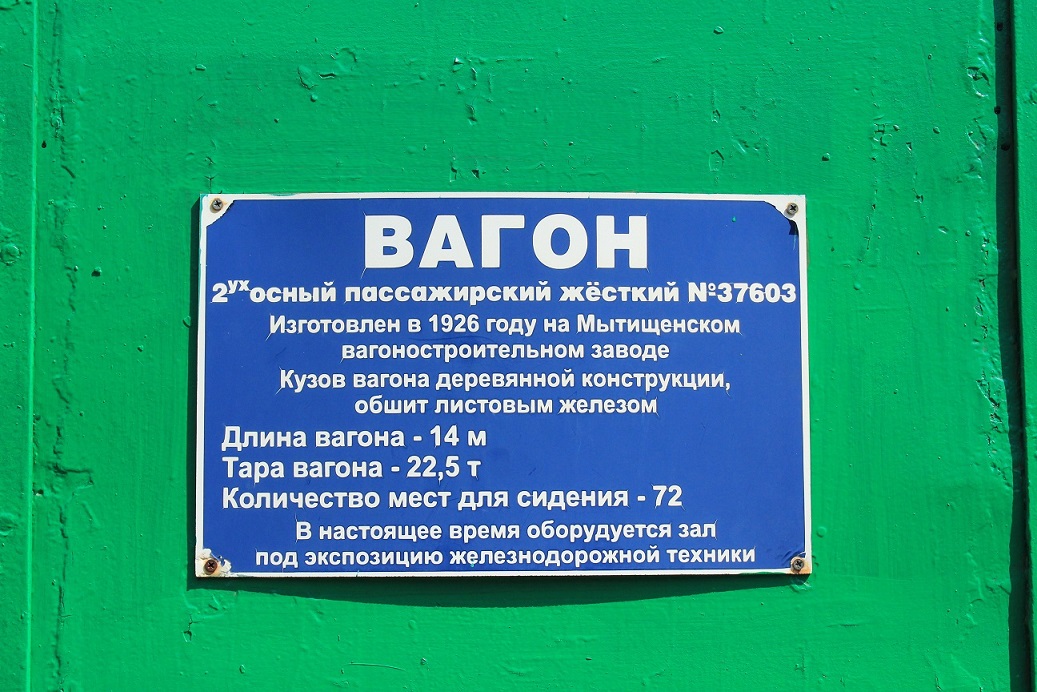 ВАГОН
2ухосный пассажирский жёсткий №37603
Изготовлен в 1926 году на Мытищенском
вагоностроительном заводе
Кузов вагона деревянной конструкции,
обшит листовым железом
Длина вагона - 14 м
Тара вагона - 22,5 т
Количество мест для сидения - 72
В настоящее время оборудуется зал
под экспозицию железнодорожной техники